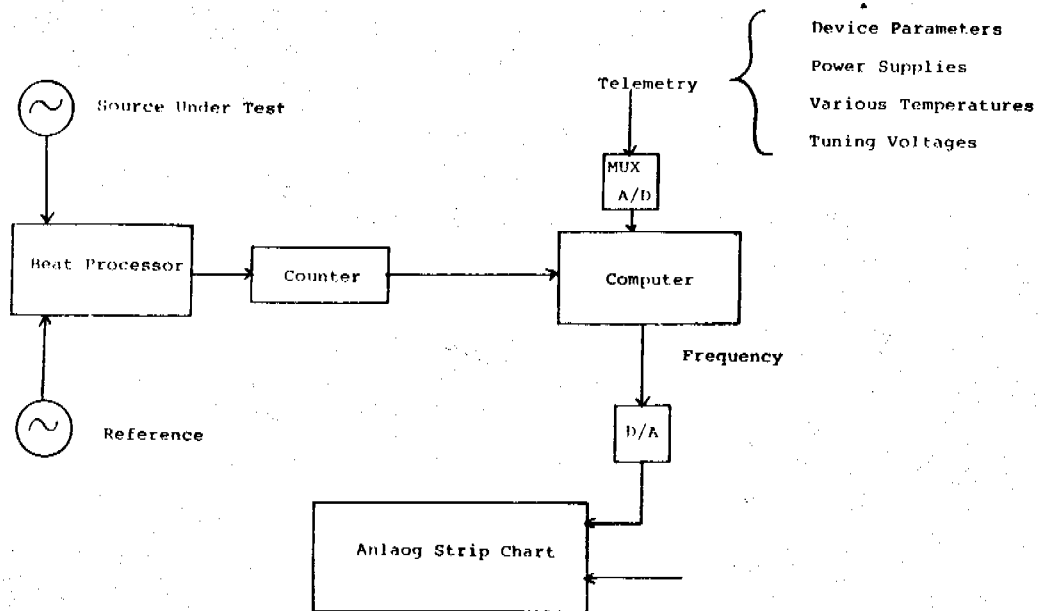 Device Parameters
Power Supplies
Various Temperatures
Tuning Voltages
Telemetry
Source Under Test
MUX
A/D
Beat Processor
Counter
Computer
Frequency
Reference
D/A
Anlaog Strip Chart